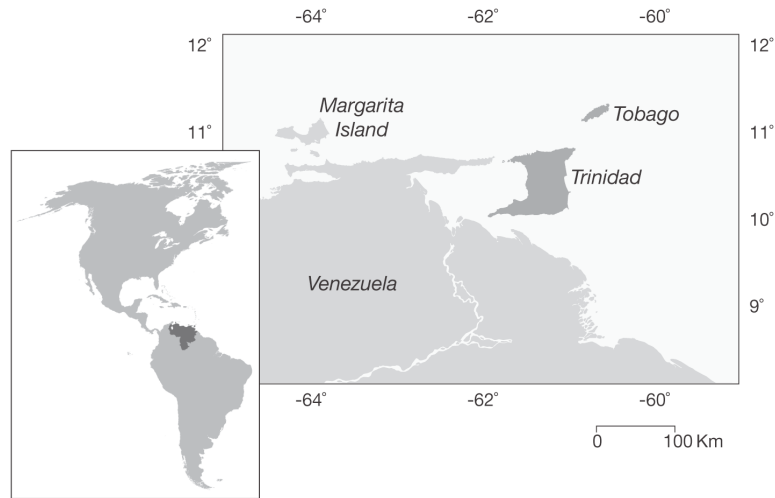 -64˚
-62˚
-60˚
12˚
12˚
Margarita
Island
Tobago
11˚
11˚
Trinidad
10˚
10˚
Venezuela
9˚
-64˚
-62˚
-60˚
0
100 Km